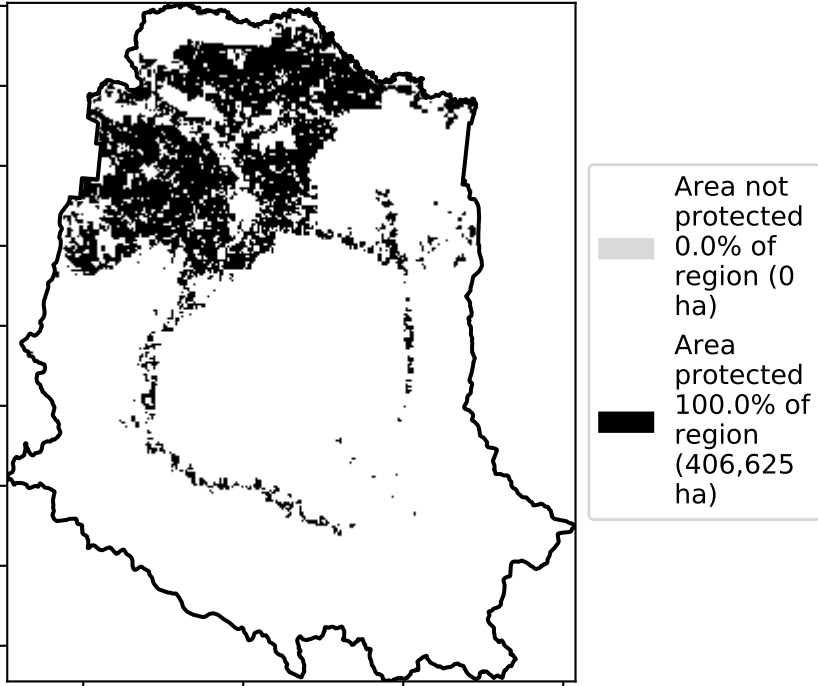 Area not
protected
0.0% of
region (0
ha)
Area
protected
100.0% of
region
(406,625
ha)